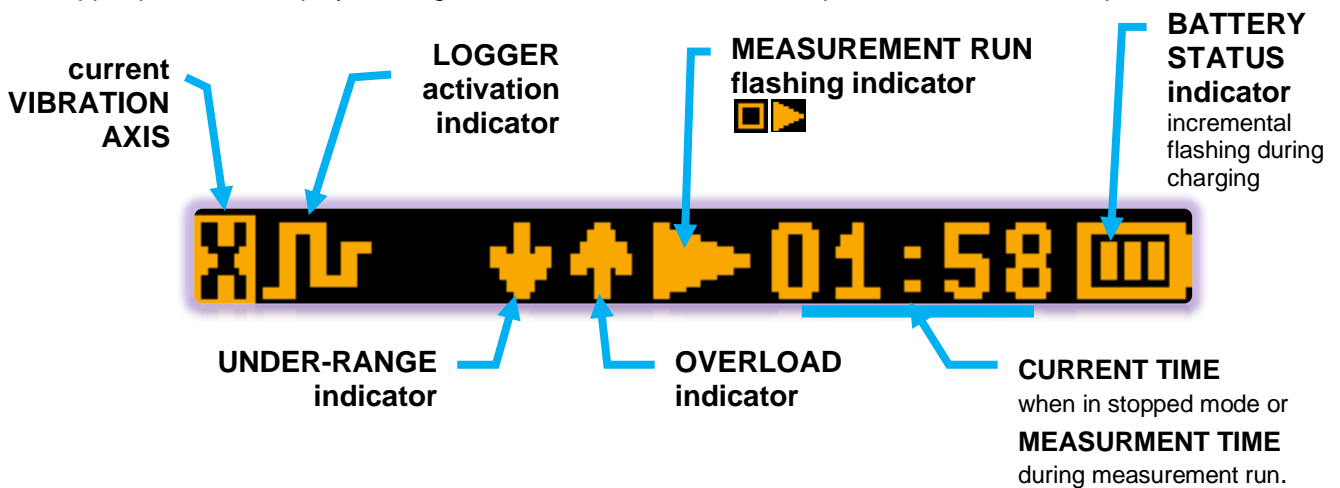 current
VIBRATION
AXIS
LOGGER
activation
indicator
MEASUREMENT RUN
flashing indicator
BATTERY
STATUS
indicator
incremental
flashing during
charging
X
01:58
UNDER-RANGE
indicator
OVERLOAD
indicator
CURRENT TIME
when in stopped mode or
MEASURMENT TIME
during measurement run.